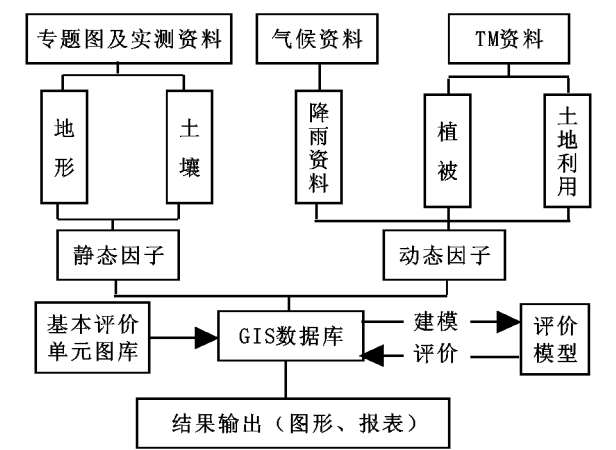 专题图及实测资料
气候资料
TM资料
地形
土壤
降雨资料
植被
土地利用
静态因子
动态因子
基本评价
单元图库
GIS数据库
建模
评价
评价
模型
结果输出（图形、报表）